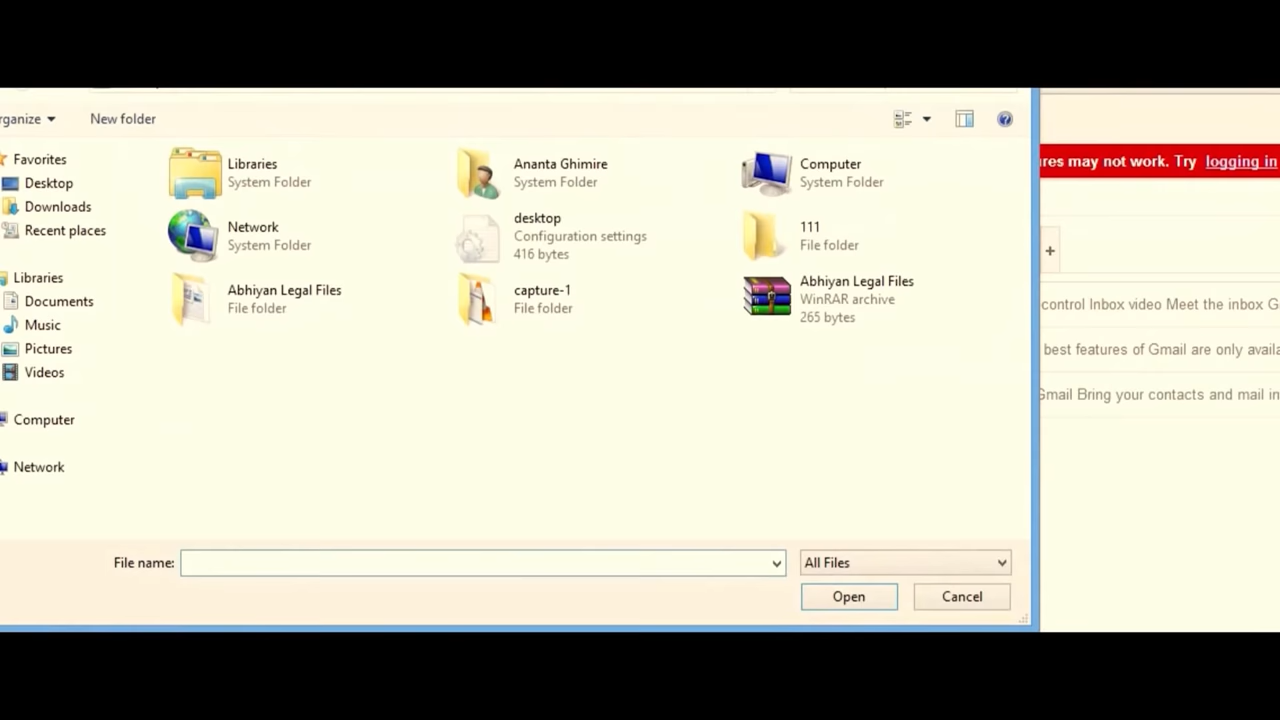 rganize
New folder
res may not work. Try logging in
Favorites
Desktop
Downloads
Recent places
Libraries
Documents
Music
Pictures
Videos
Computer
Network
Libraries
System Folder
Ananta Ghimire
System Folder
Computer
System Folder
Network
System Folder
desktop
Configuration settings
416 bytes
111
File folder
Abhiyan Legal Files
File folder
capture-1
File folder
Abhiyan Legal Files
WinRAR archive
265 bytes
+
control Inbox video Meet the inbox G
best features of Gmail are only availa
Gmail Bring your contacts and mail in
File name:
All Files
Open
Cancel